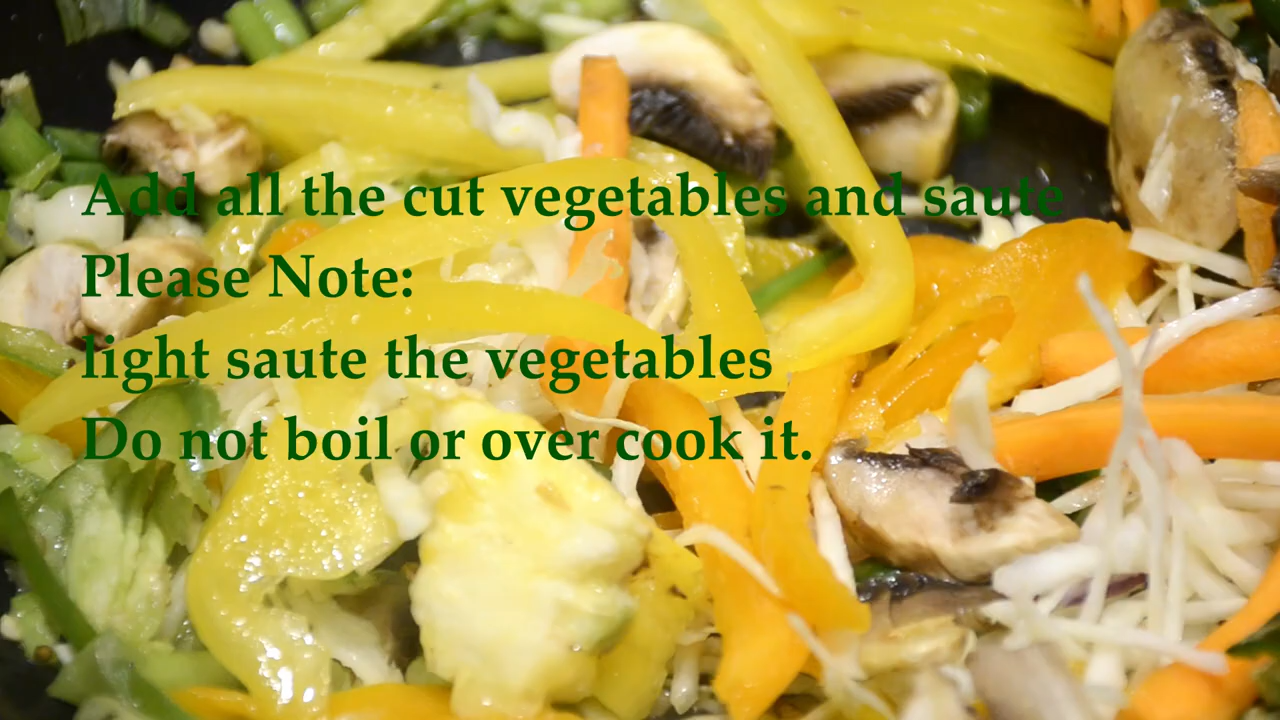 Add all the cut vegetables and saute
Please Note:
light saute the vegetables
Do not boil or over cook it.